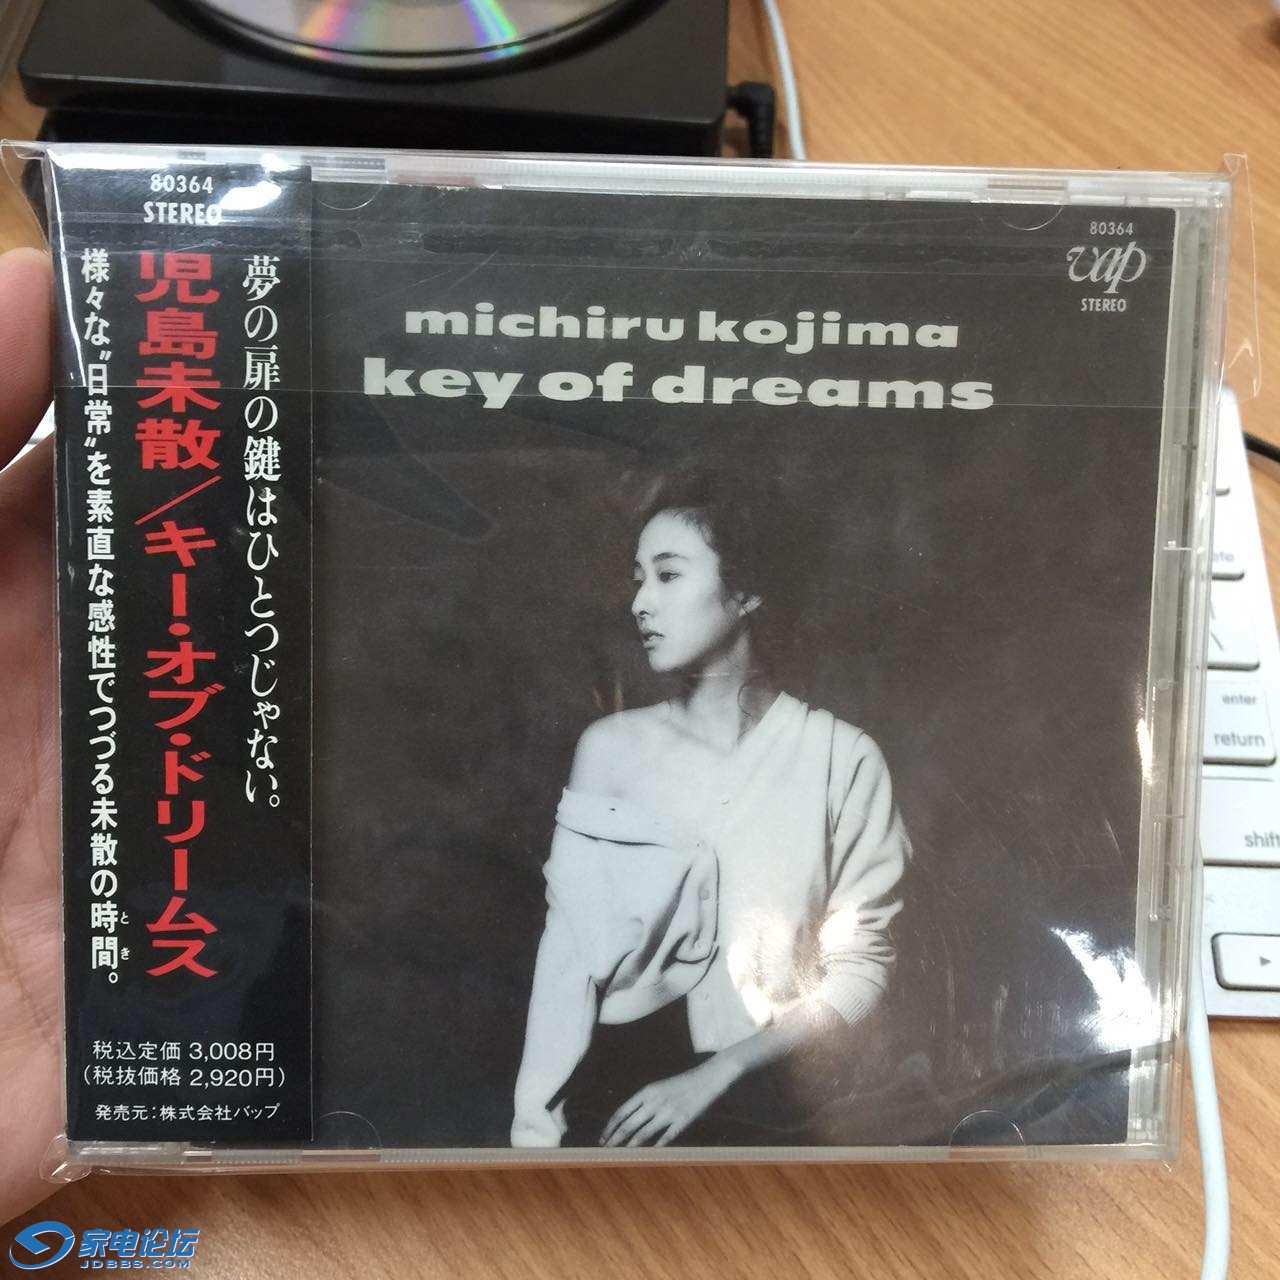 80364
STEREO
夢の扉の鍵はひとつじゃない。
児島未散/キー・オブ・ドリームス
様々な〝日常〟を素直な感性でつづる未散の時間。
とき
税込定価 3,008円
(税抜価格 2,920円)
発売元:株式会社バップ
80364
vap
STEREO
michiru kojima
key of dreams
enter
return
shift
家电论坛
JDBBS.COM